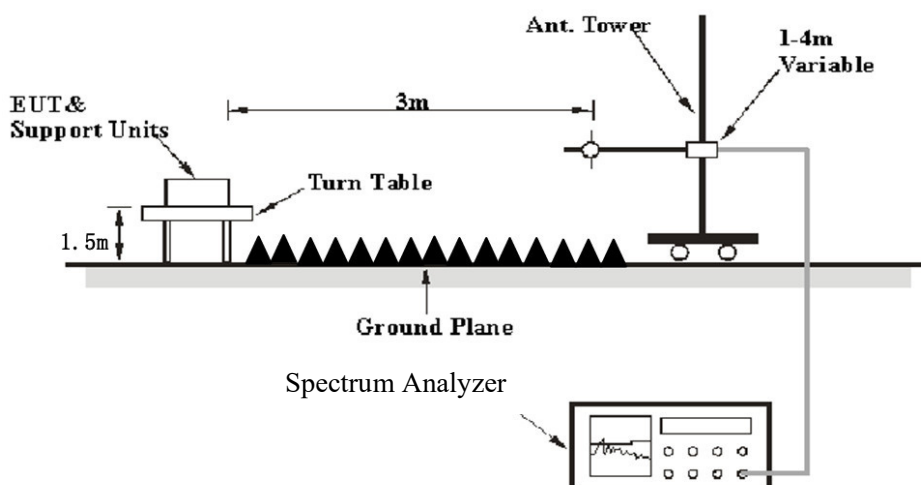 Ant. Tower
1-4m
Variable
3m
EUT&
Support Units
Turn Table
1.5m
Ground Plane
Spectrum Analyzer